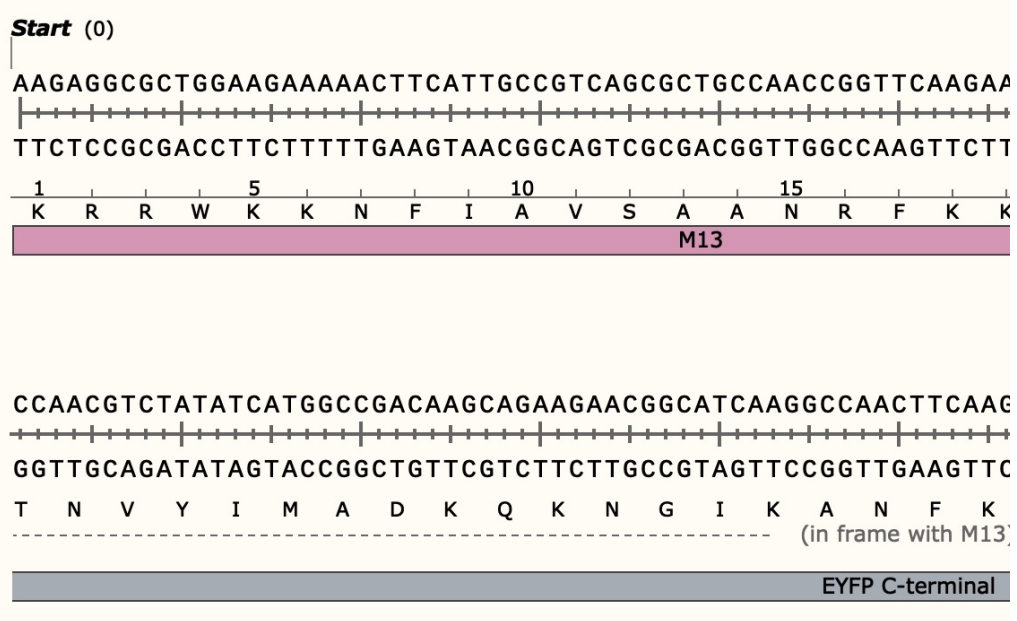 Start (0)
AAGAGGCGCTGGAAGAAAAACTTCATTGCCGTCAGCGCTGCCAACCGGTTCAAGAA
TTCTCCGCGACCTTCTTTTTGAAGTAACGGCAGTCGCGACGGTTGGCCAAGTTCTT
1 5 10 15
K R R W K K N F I A V S A A N R F K K
M13
CCAACGTCTATATCATGGCCGACAAGCAGAAGAACGGCATCAAGGCCAACTTCAAG
GGTTGCAGATATAGTACCGGCTGTTCGTCTTCTTGCCGTAGTTCCGGTTGAAGTTC
T N V Y I M A D K Q K N G I K A N F K
(in frame with M13)
EYFP C-terminal